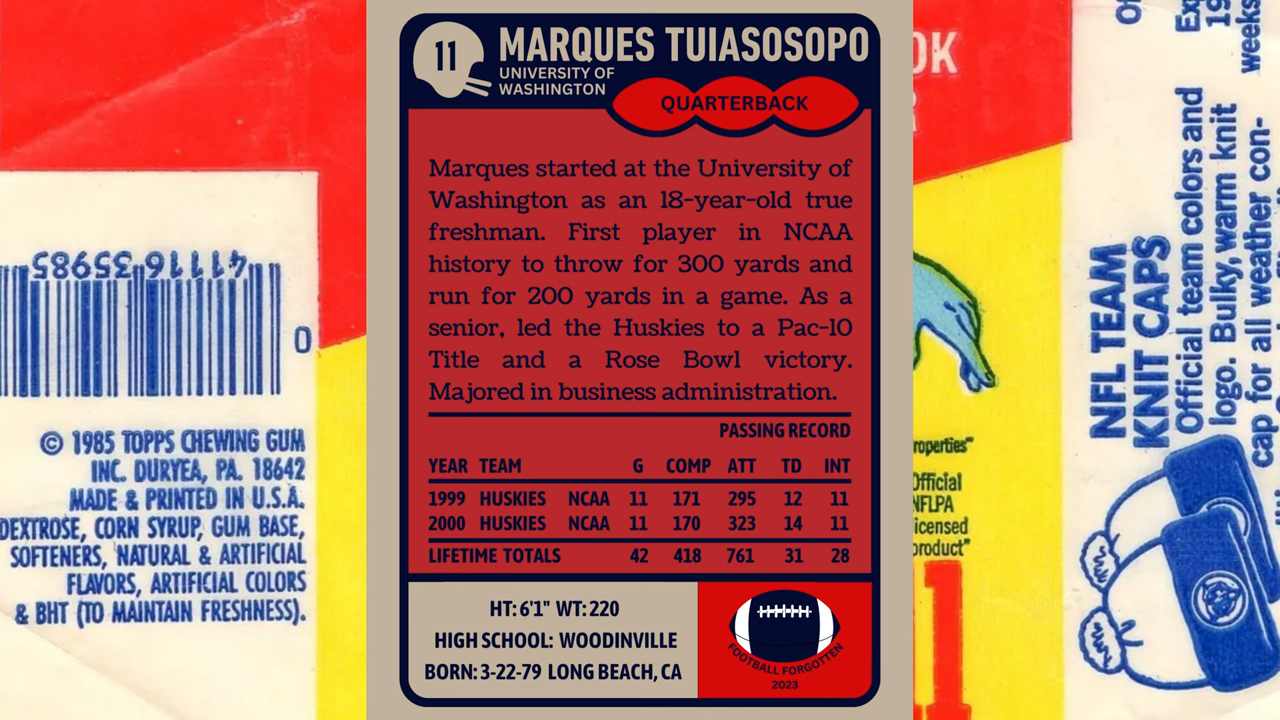 11
MARQUES TUIASOSOPO
UNIVERSITY OF
WASHINGTON
QUARTERBACK
Marques started at the University of
Washington as an 18-year-old true
freshman. First player in NCAA
history to throw for 300 yards and
run for 200 yards in a game. As a
senior, led the Huskies to a Pac-10
Title and a Rose Bowl victory.
Majored in business administration.
PASSING RECORD
YEAR TEAM G COMP ATT TD INT
1999 HUSKIES NCAA 11 171 295 12 11
2000 HUSKIES NCAA 11 170 323 14 11
LIFETIME TOTALS 42 418 761 31 28
HT: 6'1" WT: 220
HIGH SCHOOL: WOODINVILLE
BORN: 3-22-79 LONG BEACH, CA
FOOTBALL FORGOTTEN
2023
41116 35985
0
© 1985 TOPPS CHEWING GUM
INC. DURYEA, PA. 18642
MADE & PRINTED IN U.S.A.
DEXTROSE, CORN SYRUP, GUM BASE,
SOFTENERS, NATURAL & ARTIFICIAL
FLAVORS, ARTIFICIAL COLORS
& BHT (TO MAINTAIN FRESHNESS).
OK
R
roperties"
Official
NFLPA
icensed
product"
1
NFL TEAM
KNIT CAPS
Official team colors and
logo. Bulky, warm knit
cap for all weather con-
Ex
19
weeks